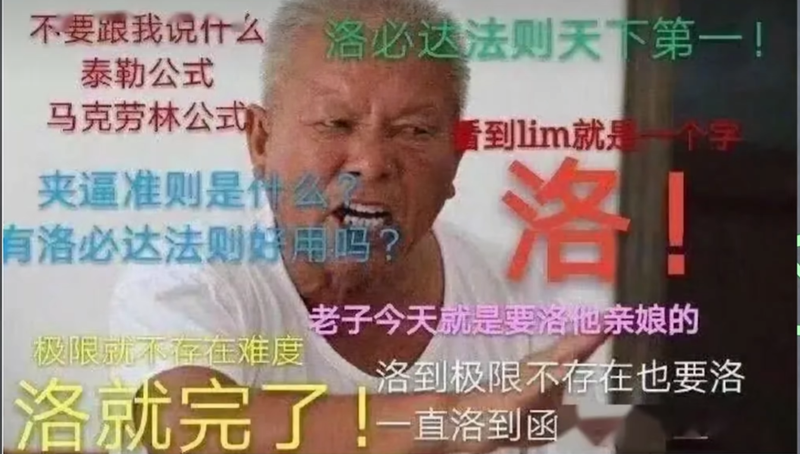 不要跟我说什么
泰勒公式
马克劳林公式
洛必达法则天下第一！
看到lim就是一个字
洛！
夹逼准则是什么？
有洛必达法则好用吗？
老子今天就是要洛他亲娘的
极限就不存在难度
洛就完了！
洛到极限不存在也要洛
一直洛到函